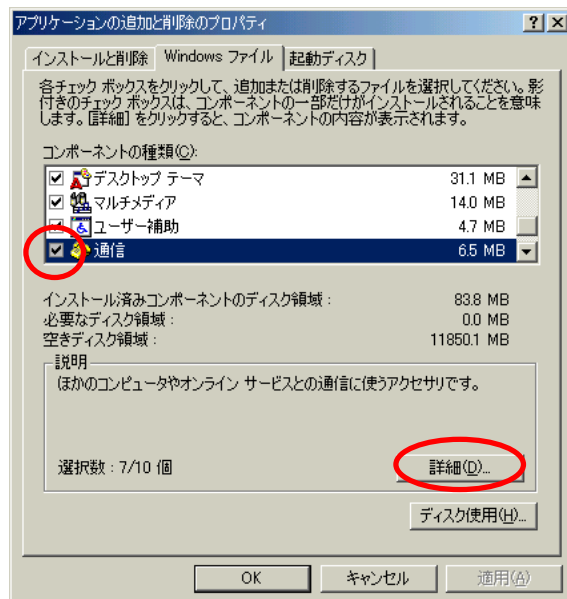 アプリケーションの追加と削除のプロパティ
インストールと削除 Windows ファイル 起動ディスク
各チェック ボックスをクリックして、追加または削除するファイルを選択してください。影
付きのチェック ボックスは、コンポーネントの一部だけがインストールされることを意味
します。[詳細] をクリックすると、コンポーネントの内容が表示されます。
コンポーネントの種類(C):
デスクトップ テーマ 31.1 MB
マルチメディア 14.0 MB
ユーザー補助 4.7 MB
通信 6.5 MB
インストール済みコンポーネントのディスク領域 : 83.8 MB
必要なディスク領域 : 0.0 MB
空きディスク領域 : 11850.1 MB
説明
ほかのコンピュータやオンライン サービスとの通信に使うアクセサリです。
選択数 : 7/10 個
詳細(D)...
ディスク使用(H)...
OK キャンセル 適用(A)